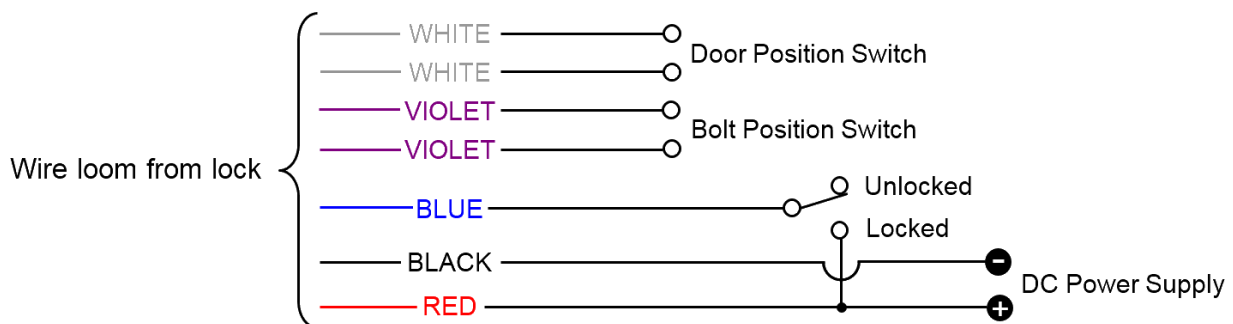 WHITE
Door Position Switch
WHITE
VIOLET
Bolt Position Switch
VIOLET
Wire loom from lock
Unlocked
BLUE
Locked
BLACK
-
DC Power Supply
RED
+